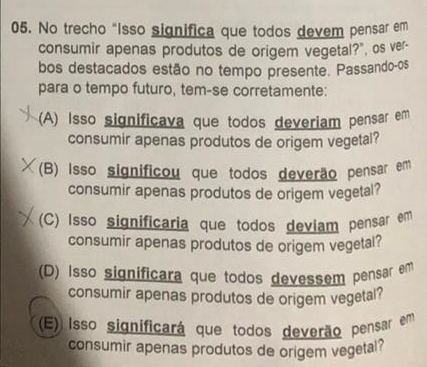 05. No trecho "Isso significa que todos devem pensar em
consumir apenas produtos de origem vegetal?", os ver-
bos destacados estão no tempo presente. Passando-os
para o tempo futuro, tem-se corretamente:
(A) Isso significava que todos deveriam pensar em
consumir apenas produtos de origem vegetal?
(B) Isso significou que todos deverão pensar em
consumir apenas produtos de origem vegetal?
(C) Isso significaria que todos deviam pensar em
consumir apenas produtos de origem vegetal?
(D) Isso significara que todos devessem pensar em
consumir apenas produtos de origem vegetal?
(E) Isso significará que todos deverão pensar em
consumir apenas produtos de origem vegetal?